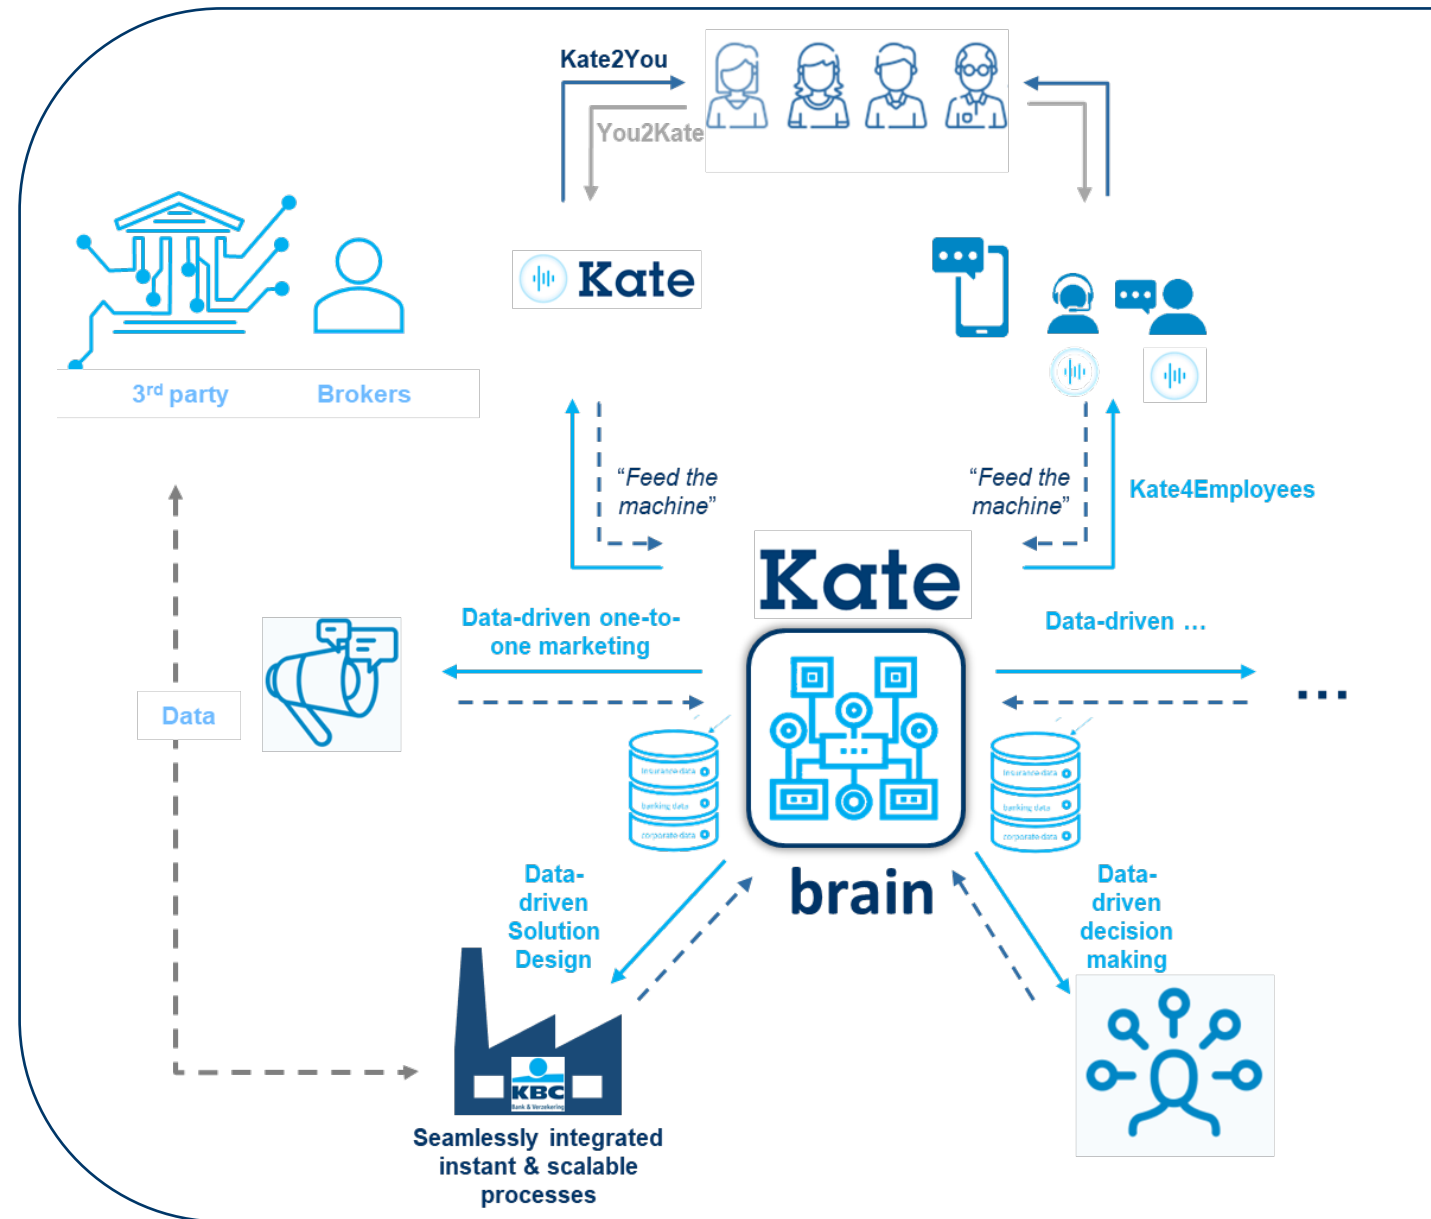 Kate2You
You2Kate
Kate
3rd party
Brokers
"Feed the
machine"
"Feed the
machine"
Kate4Employees
Kate
Data-driven one-to-
one marketing
Data-driven ...
...
Data
insurance data
banking data
corporate data
insurance data
banking data
corporate data
brain
Data-
driven
Solution
Design
Data-
driven
decision
making
KBC
Bank & Verzekering
Seamlessly integrated
instant & scalable
processes